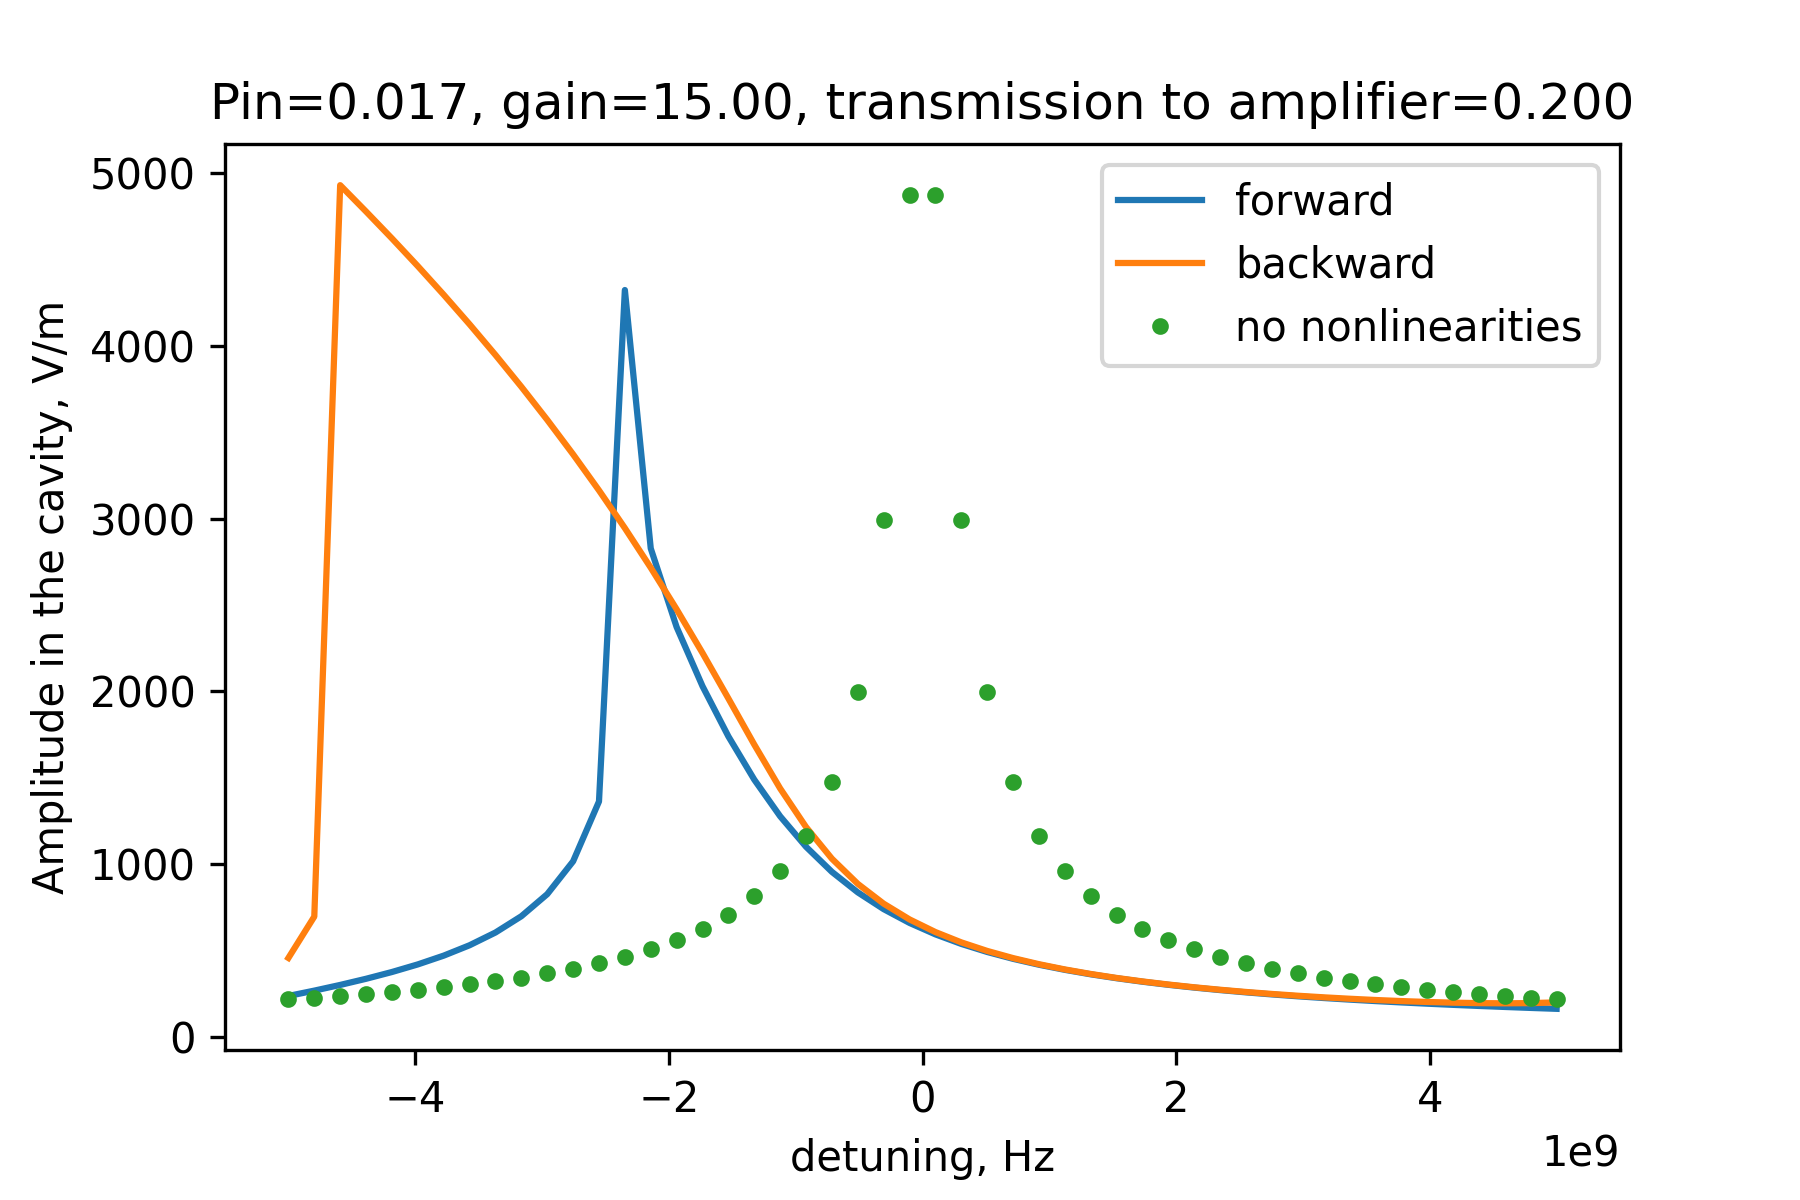 Pin=0.017, gain=15.00, transmission to amplifier=0.200
5000
4000
3000
2000
1000
0
Amplitude in the cavity, V/m
forward
backward
no nonlinearities
−4
−2
0
2
4
1e9
detuning, Hz